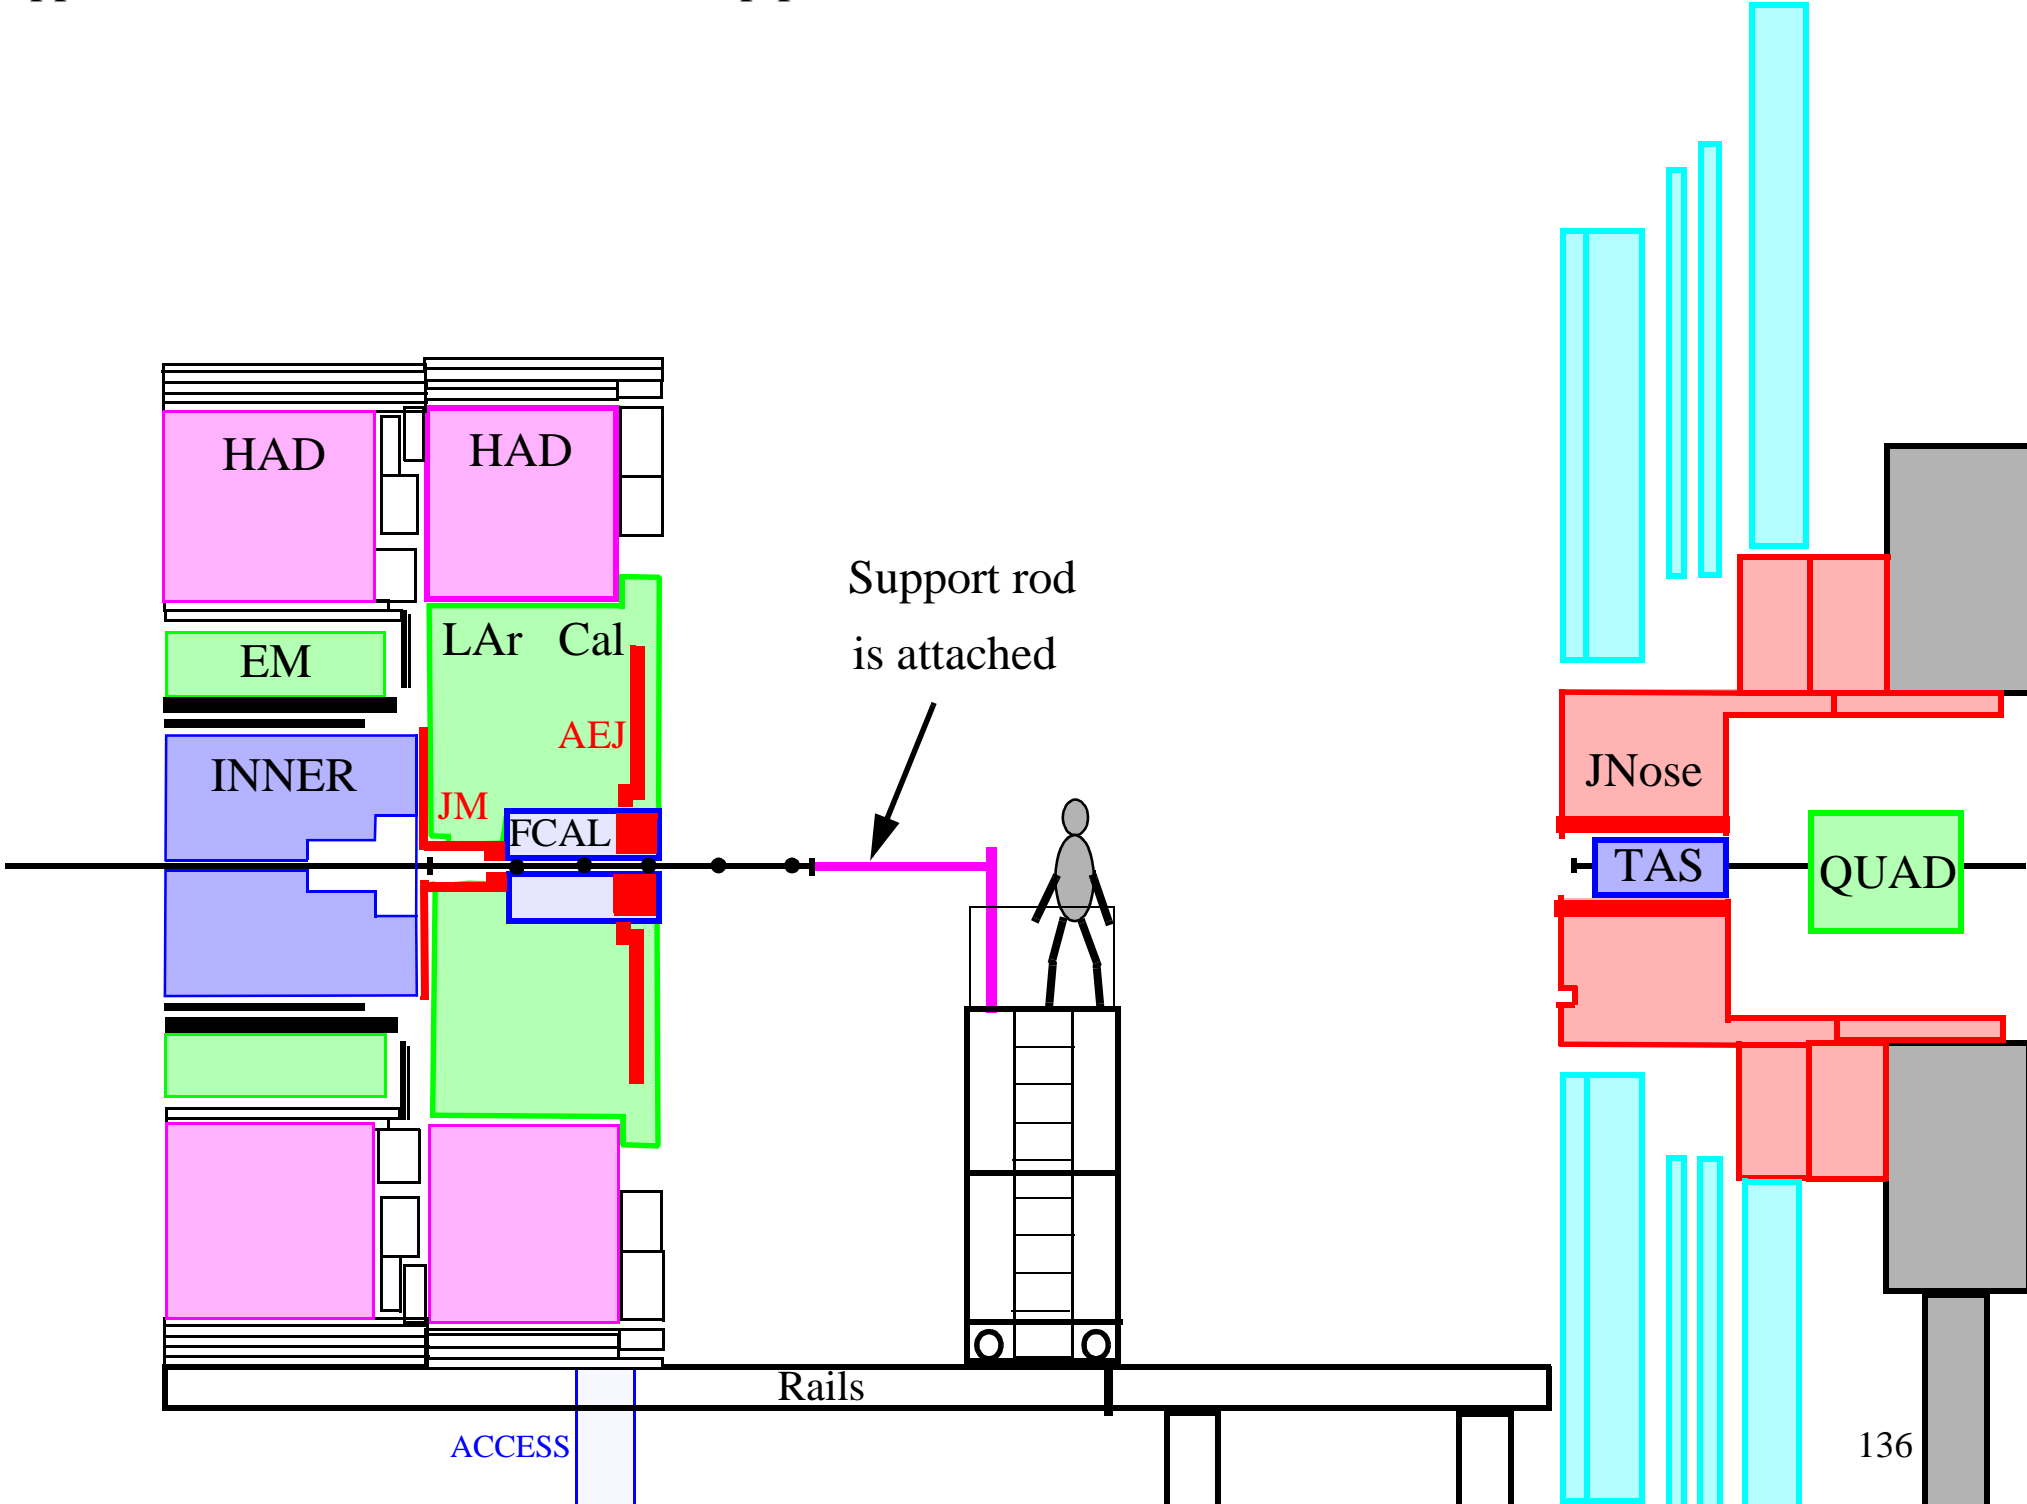 HAD
HAD
Support rod
is attached
LAr Cal
EM
AEJ
INNER
JNose
JM
FCAL
TAS
QUAD
Rails
ACCESS
136